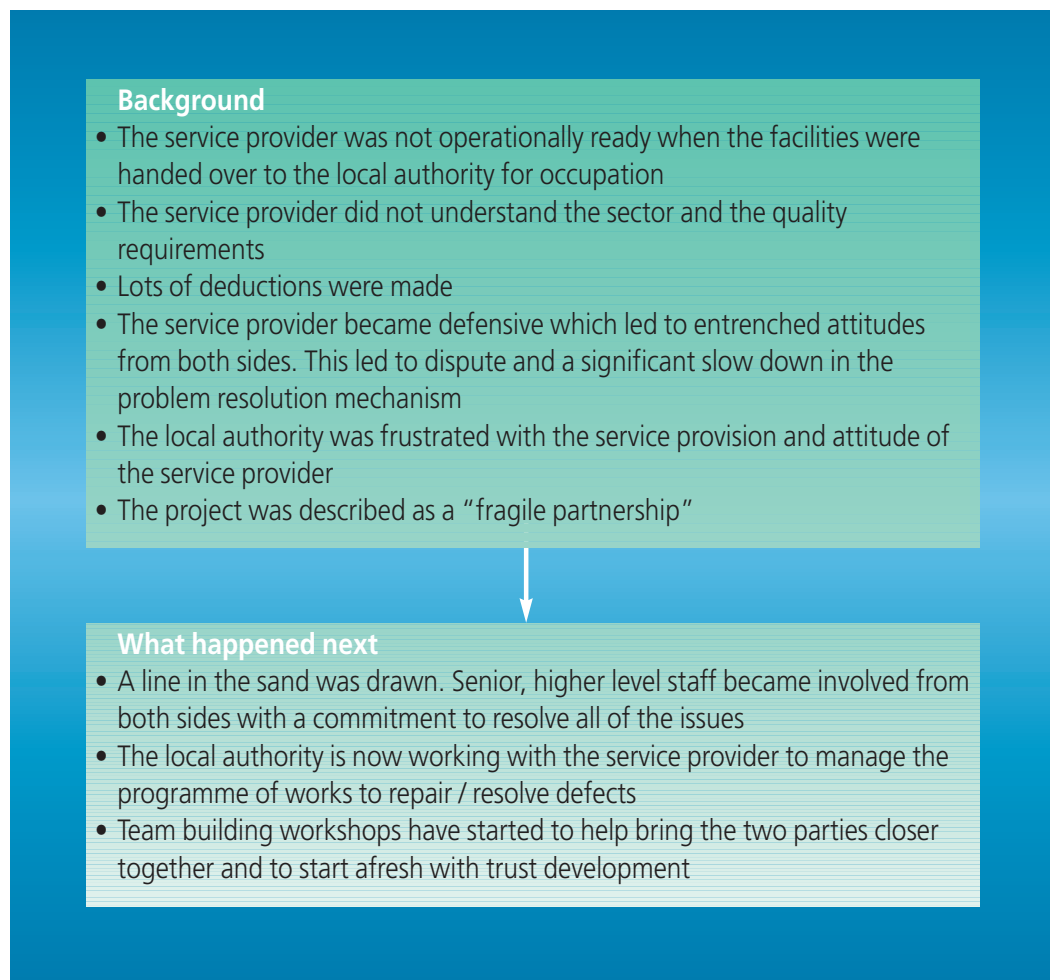 Background
• The service provider was not operationally ready when the facilities were
handed over to the local authority for occupation
• The service provider did not understand the sector and the quality
requirements
• Lots of deductions were made
• The service provider became defensive which led to entrenched attitudes
from both sides. This led to dispute and a significant slow down in the
problem resolution mechanism
• The local authority was frustrated with the service provision and attitude of
the service provider
• The project was described as a “fragile partnership”
What happened next
• A line in the sand was drawn. Senior, higher level staff became involved from
both sides with a commitment to resolve all of the issues
• The local authority is now working with the service provider to manage the
programme of works to repair / resolve defects
• Team building workshops have started to help bring the two parties closer
together and to start afresh with trust development